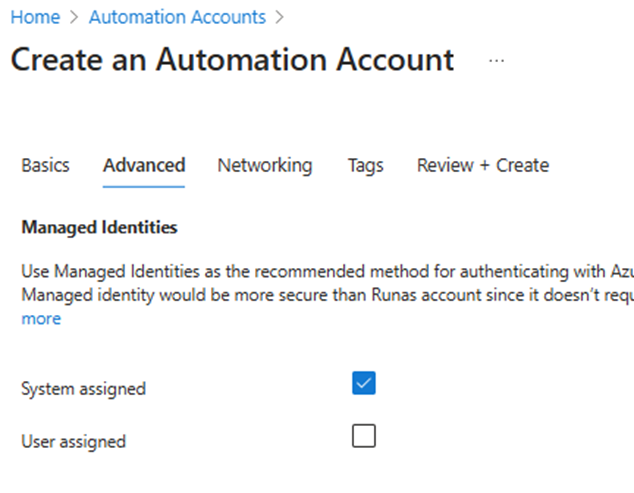 Home > Automation Accounts >
Create an Automation Account ...
Basics Advanced Networking Tags Review + Create
Managed Identities
Use Managed Identities as the recommended method for authenticating with Azu
Managed identity would be more secure than Runas account since it doesn't requ
more
System assigned
User assigned